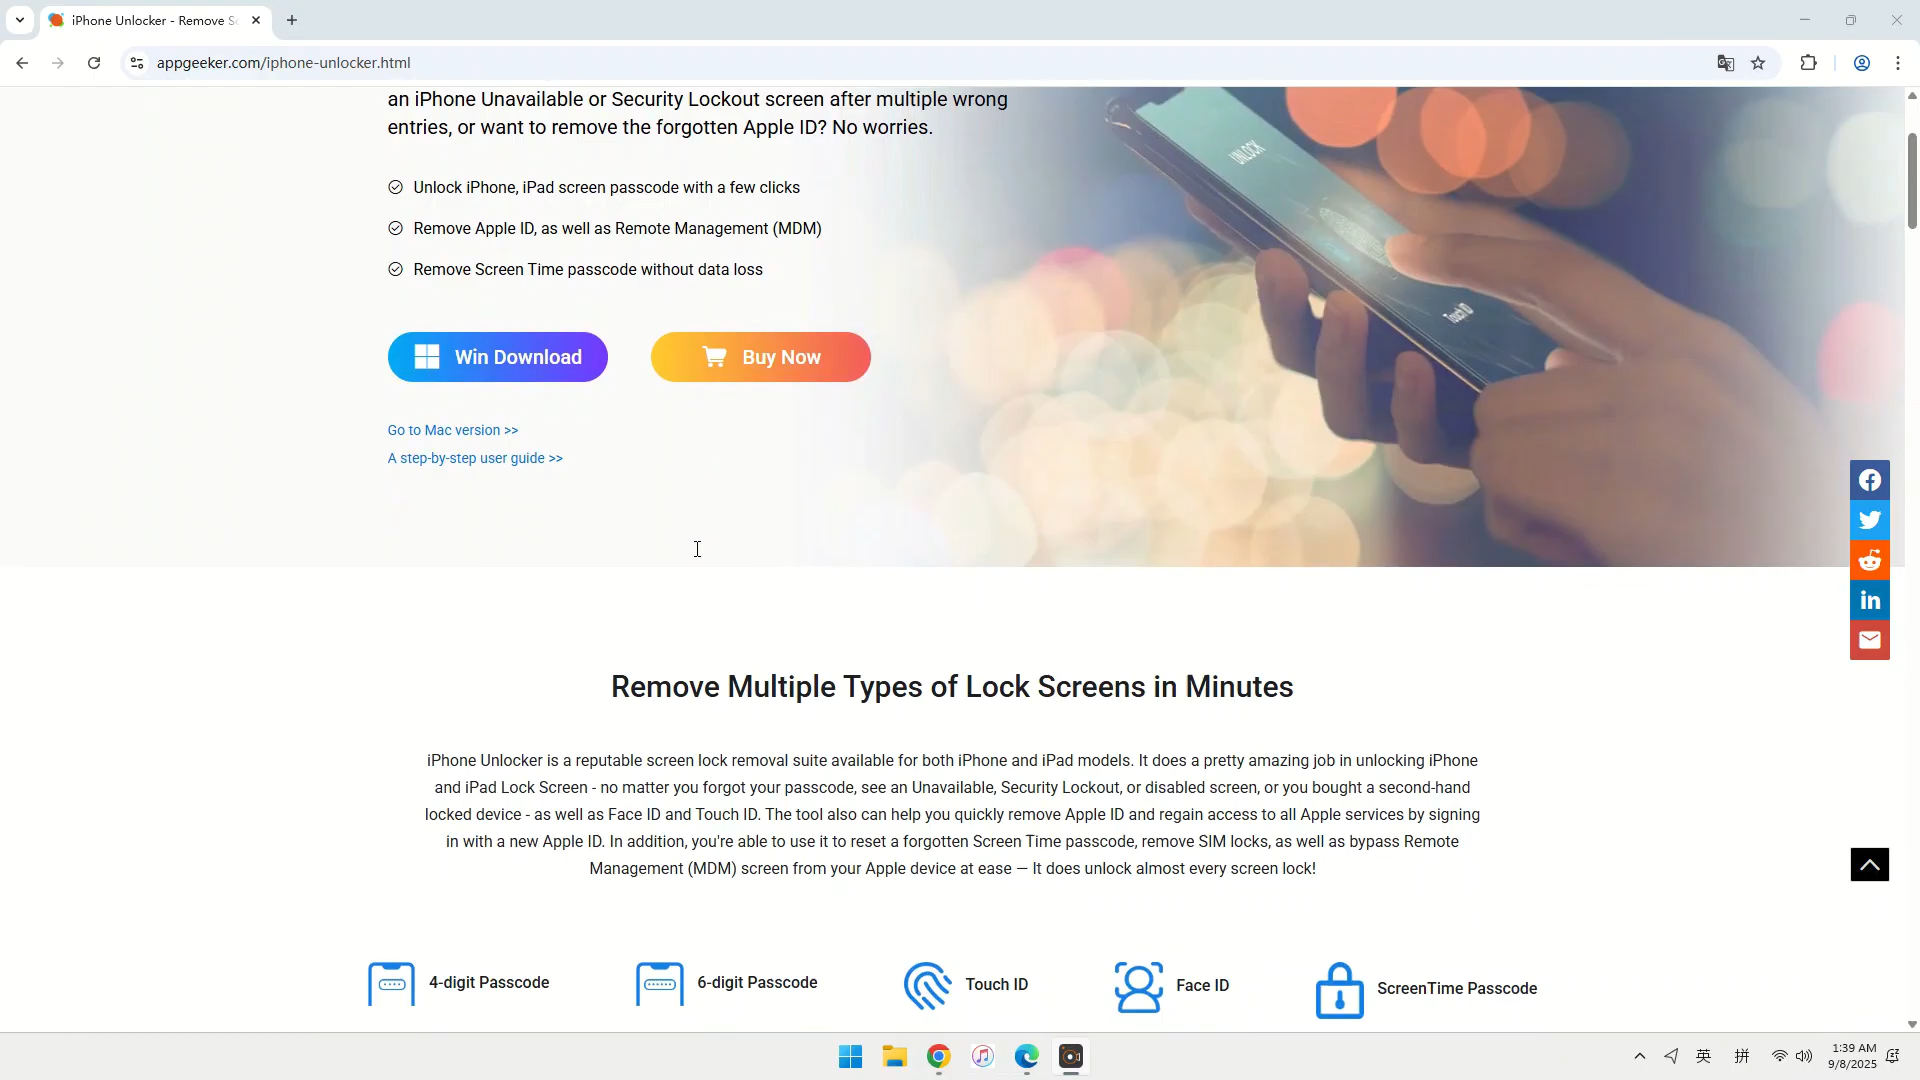 iPhone Unlocker - Remove Sc
appgeeker.com/iphone-unlocker.html
an iPhone Unavailable or Security Lockout screen after multiple wrong
entries, or want to remove the forgotten Apple ID? No worries.
Unlock iPhone, iPad screen passcode with a few clicks
Remove Apple ID, as well as Remote Management (MDM)
Remove Screen Time passcode without data loss
UNLOCK
Touch ID
Win Download
Buy Now
Go to Mac version >>
A step-by-step user guide >>
Remove Multiple Types of Lock Screens in Minutes
iPhone Unlocker is a reputable screen lock removal suite available for both iPhone and iPad models. It does a pretty amazing job in unlocking iPhone
and iPad Lock Screen - no matter you forgot your passcode, see an Unavailable, Security Lockout, or disabled screen, or you bought a second-hand
locked device - as well as Face ID and Touch ID. The tool also can help you quickly remove Apple ID and regain access to all Apple services by signing
in with a new Apple ID. In addition, you're able to use it to reset a forgotten Screen Time passcode, remove SIM locks, as well as bypass Remote
Management (MDM) screen from your Apple device at ease — It does unlock almost every screen lock!
4-digit Passcode
6-digit Passcode
Touch ID
Face ID
ScreenTime Passcode
英
拼
1:39 AM
9/8/2025